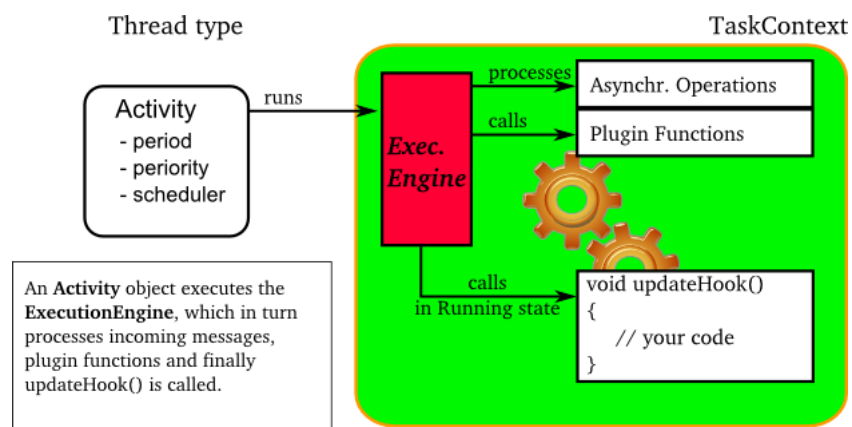 Thread type
TaskContext
Activity
- period
- periority
- scheduler
runs
Exec.
Engine
processes
Asynchr. Operations
calls
Plugin Functions
calls
in Running state
void updateHook()
{
// your code
}
An Activity object executes the
ExecutionEngine, which in turn
processes incoming messages,
plugin functions and finally
updateHook() is called.